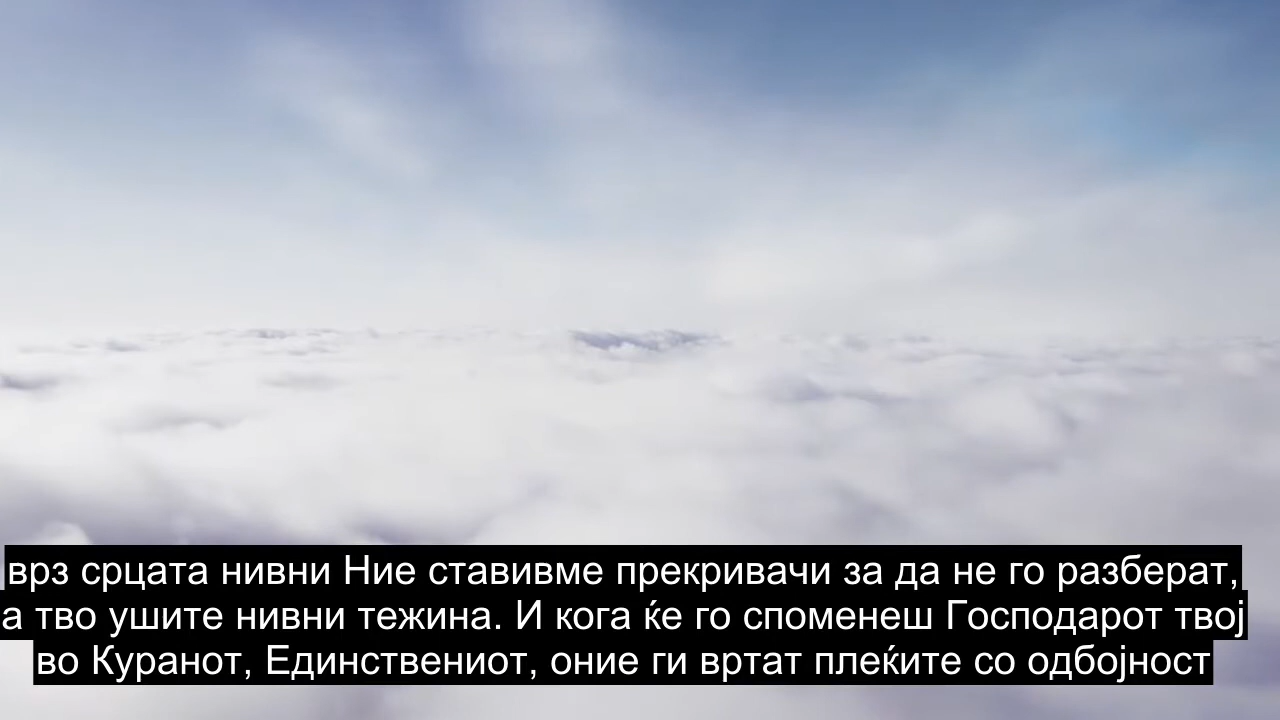 врз срцата нивни Ние ставивме прекривачи за да не го разберат,
а тво ушите нивни тежина. И кога ќе го споменеш Господарот твој
во Куранот, Единствениот, оние ги вртат плеќите со одбојност